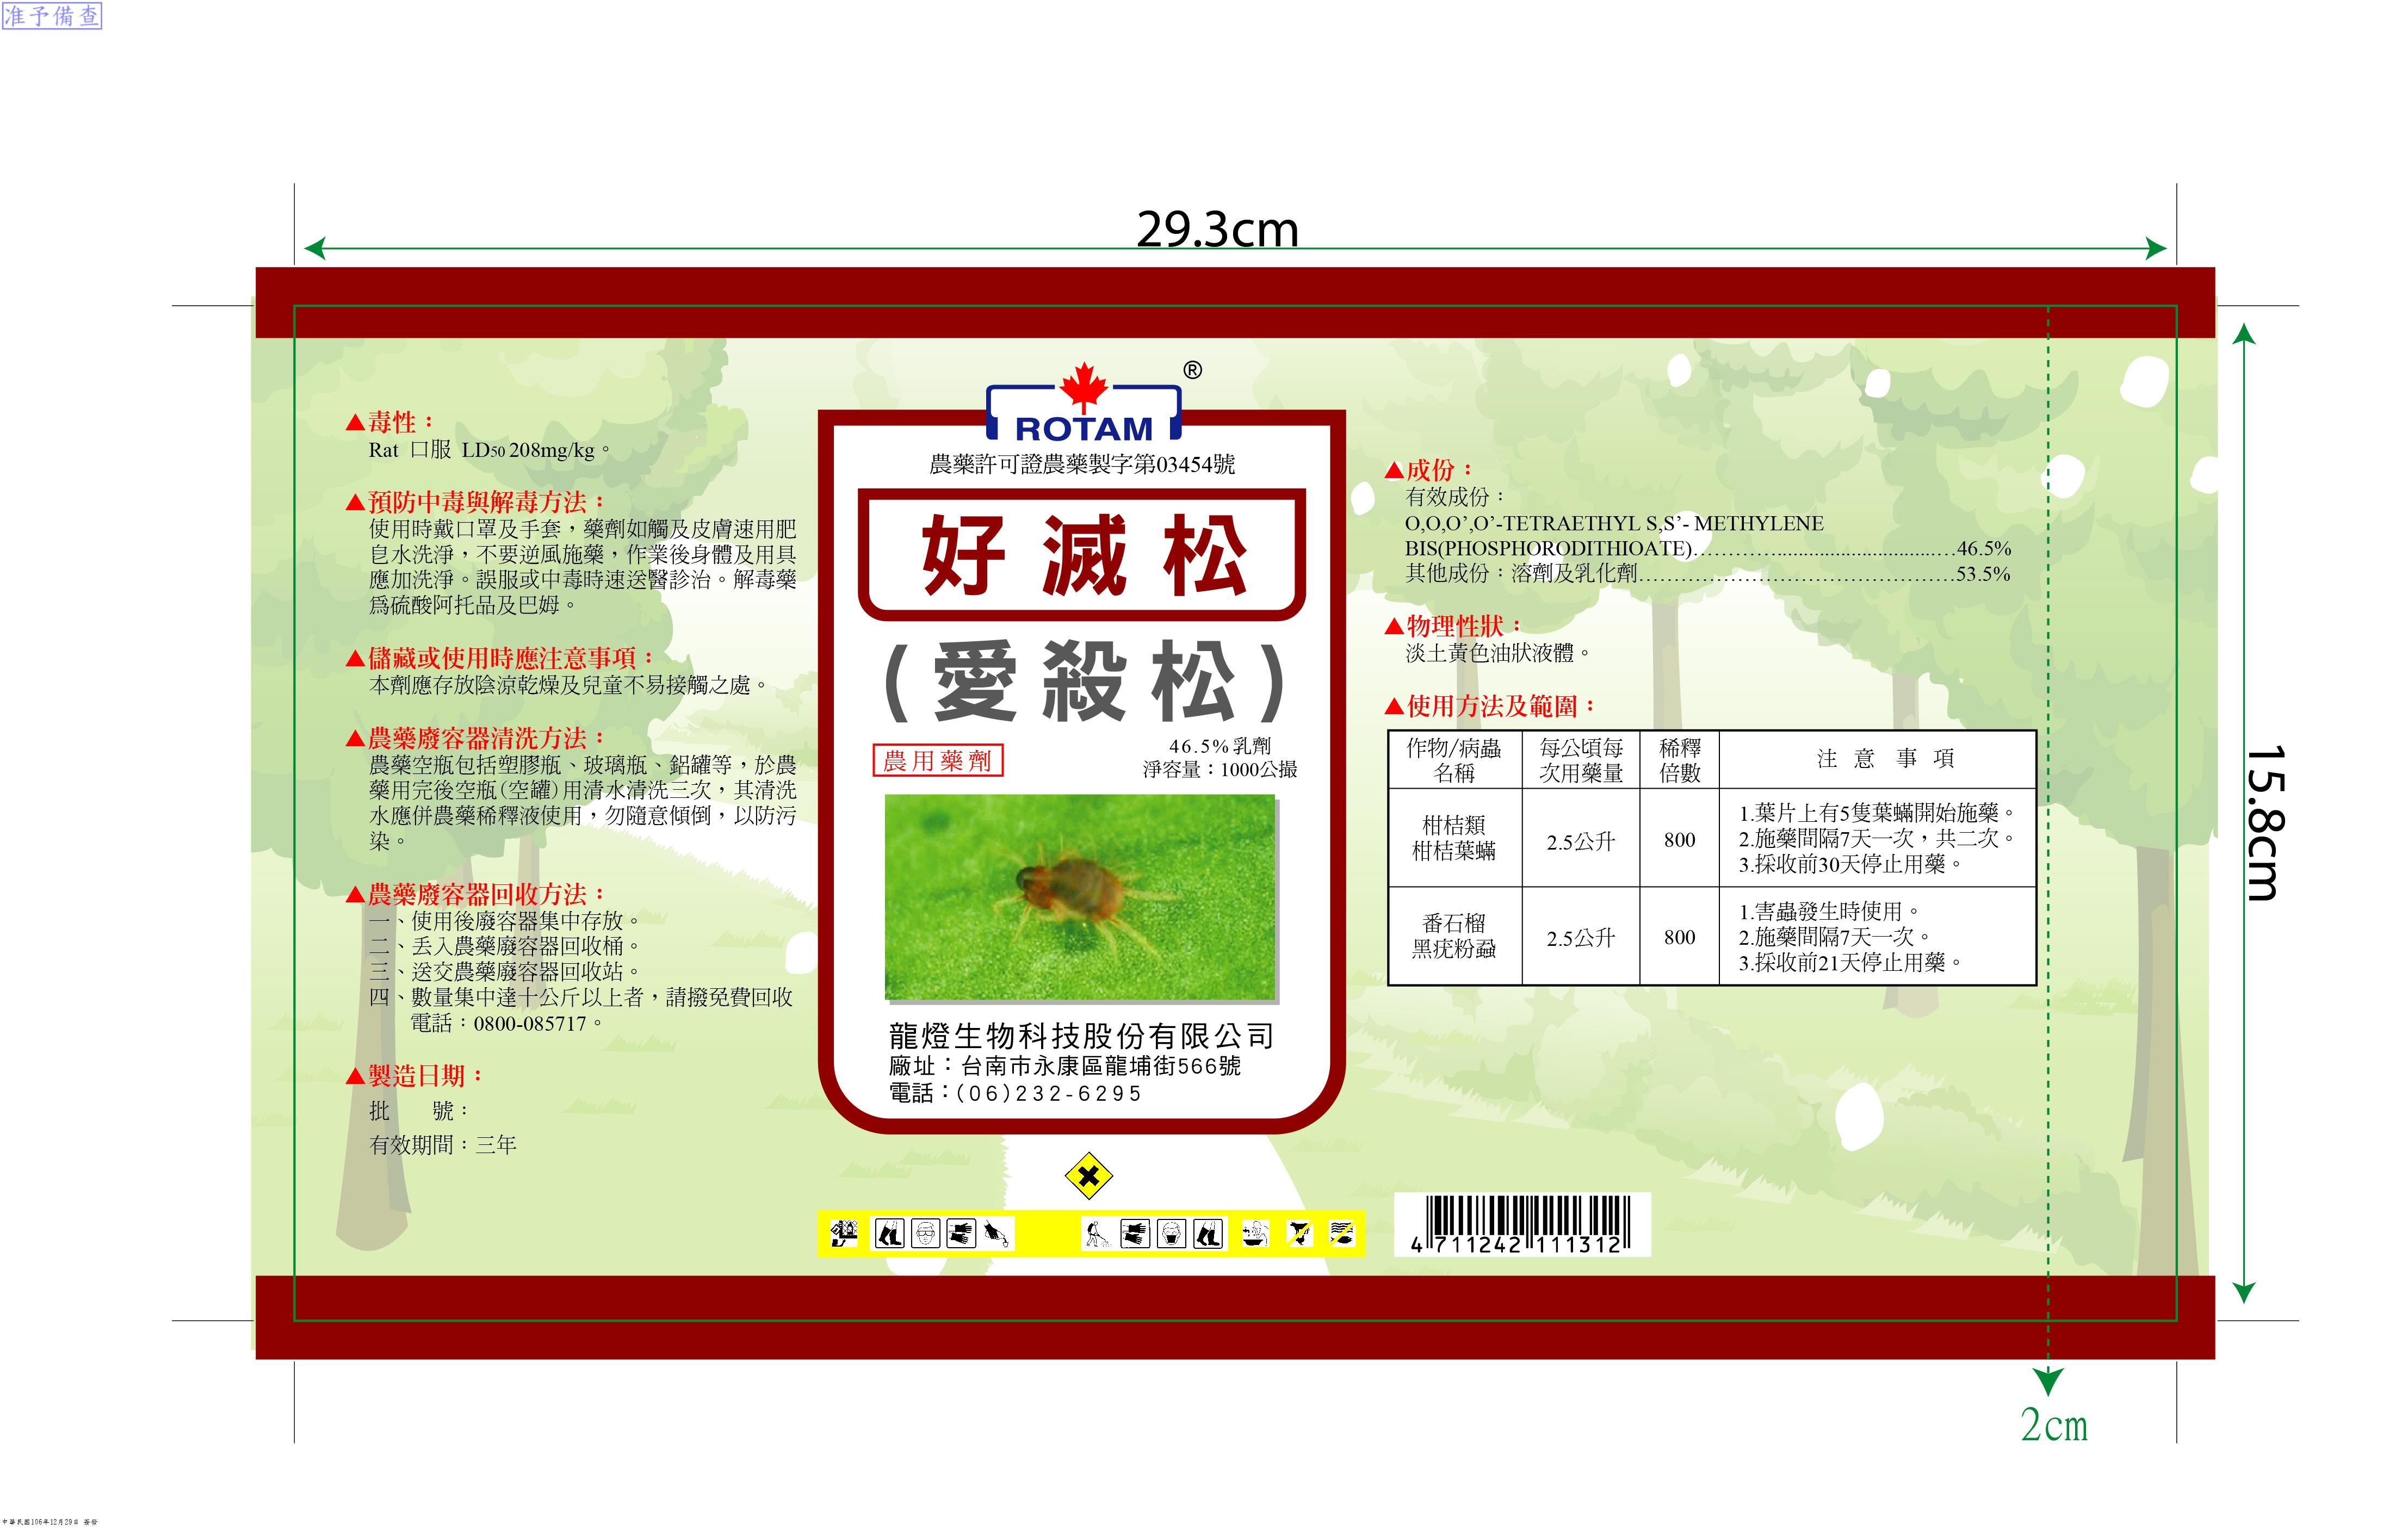 准予備查
29.3cm
▲毒性：
Rat 口服 LD50 208mg/kg。
▲預防中毒與解毒方法：
使用時戴口罩及手套，藥劑如觸及皮膚速用肥
皂水洗淨，不要逆風施藥，作業後身體及用具
應加洗淨。誤服或中毒時速送醫診治。解毒藥
為硫酸阿托品及巴姆。
▲儲藏或使用時應注意事項：
本劑應存放陰涼乾燥及兒童不易接觸之處。
▲農藥廢容器清洗方法：
農藥空瓶包括塑膠瓶、玻璃瓶、鋁罐等，於農
藥用完後空瓶(空罐)用清水清洗三次，其清洗
水應併農藥稀釋液使用，勿隨意傾倒，以防污
染。
▲農藥廢容器回收方法：
一、使用後廢容器集中存放。
二、丟入農藥廢容器回收桶。
三、送交農藥廢容器回收站。
四、數量集中達十公斤以上者，請撥免費回收
電話：0800-085717。
▲製造日期：
批　　號：
有效期間：三年
®
ROTAM
農藥許可證農藥製字第03454號
好滅松
(愛殺松)
農用藥劑
46.5%乳劑
淨容量：1000公撮
龍燈生物科技股份有限公司
廠址：台南市永康區龍埔街566號
電話：(06)232-6295
▲成份：
有效成份：
O,O,O’,O’-TETRAETHYL S,S’- METHYLENE
BIS(PHOSPHORODITHIOATE)..........................................46.5%
其他成份：溶劑及乳化劑..........................................53.5%
▲物理性狀：
淡土黃色油狀液體。
▲使用方法及範圍：
作物/病蟲
名稱
每公頃每
次用藥量
稀釋
倍數
注 意 事 項
柑桔類
柑桔葉蟎
2.5公升
800
1.葉片上有5隻葉蟎開始施藥。
2.施藥間隔7天一次，共二次。
3.採收前30天停止用藥。
番石榴
黑疣粉蝨
2.5公升
800
1.害蟲發生時使用。
2.施藥間隔7天一次。
3.採收前21天停止用藥。
4 711242 111312
15.8cm
2cm
中華民國106年12月29日 簽發